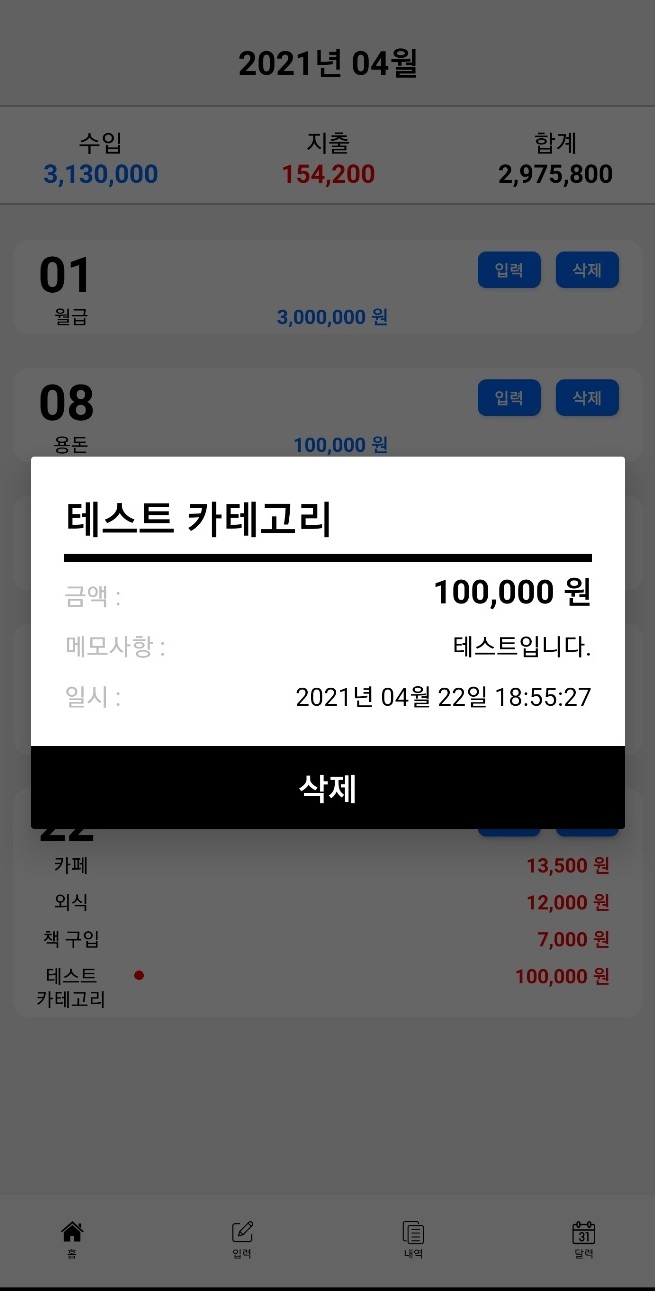 2021년 04월
수입 지출 합계
3,130,000 154,200 2,975,800
01 입력 삭제
월급 3,000,000 원
08 입력 삭제
용돈 100,000 원
테스트 카테고리
금액 : 100,000 원
메모사항 : 테스트입니다.
일시 : 2021년 04월 22일 18:55:27
삭제
22
카페 13,500 원
외식 12,000 원
책 구입 7,000 원
테스트 100,000 원
카테고리
31
홈 입력 내역 달력